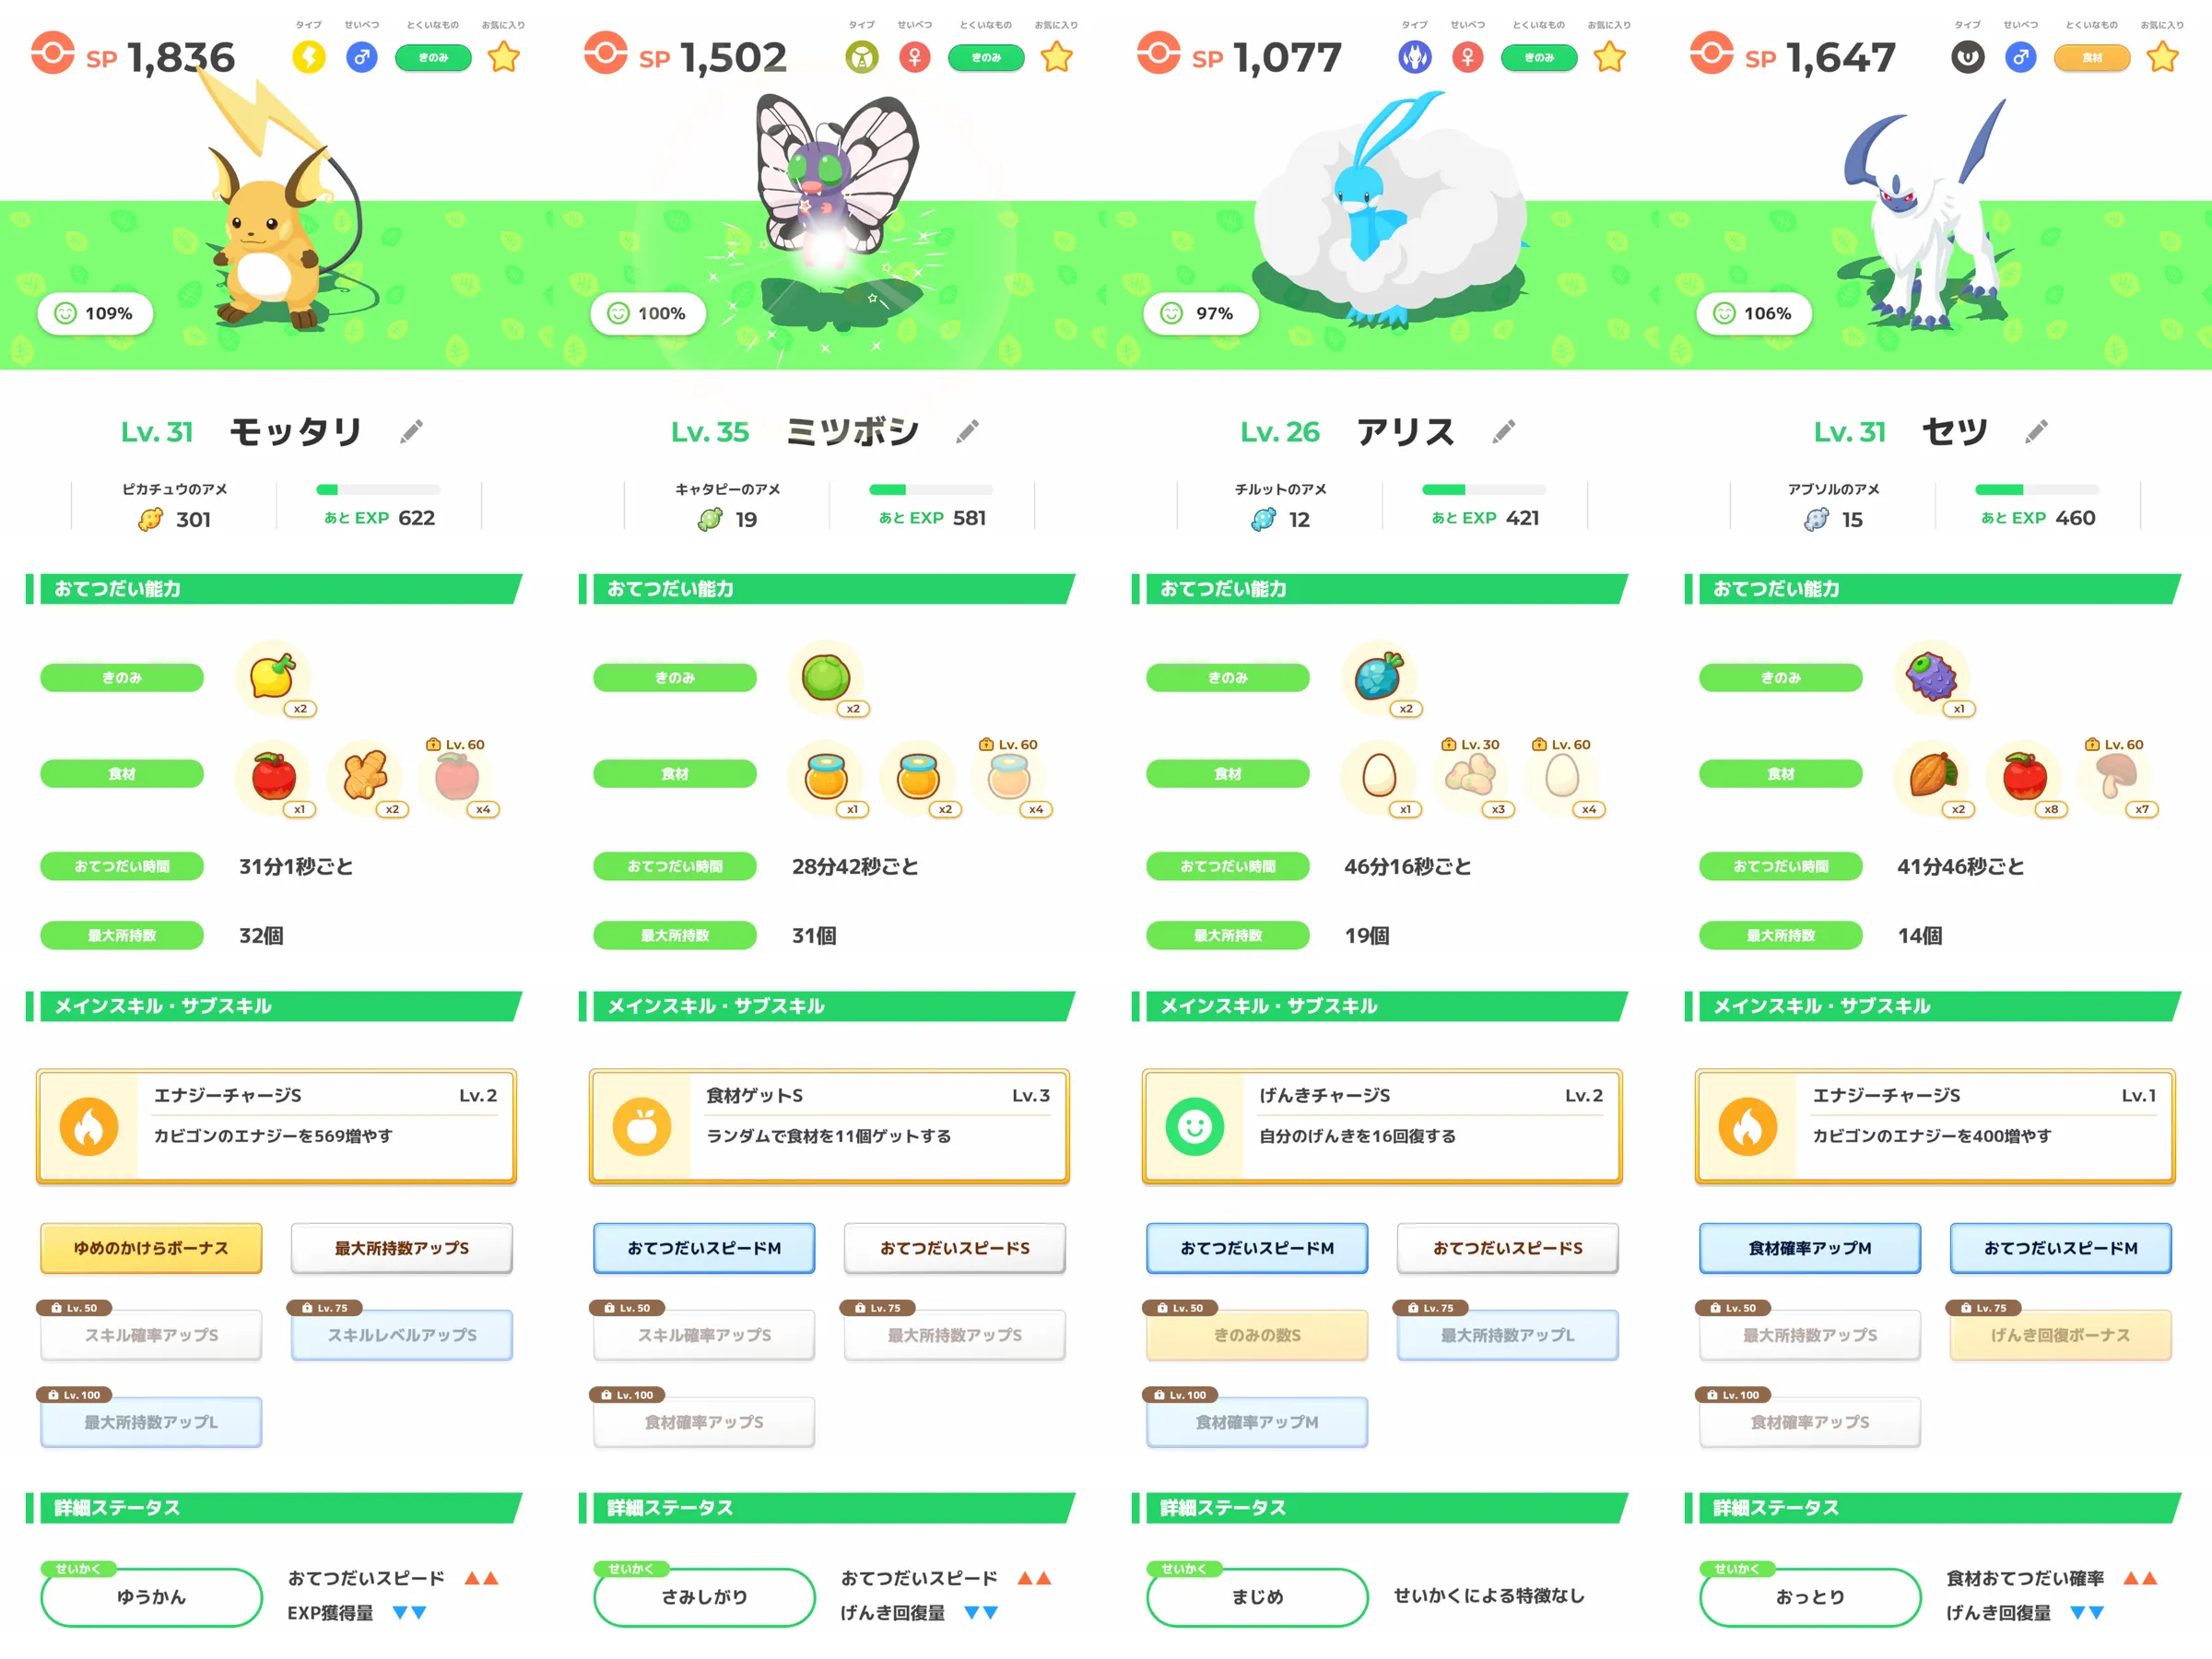 タイプ せいべつ とくいなもの お気に入り
SP 1,836 きのみ
109%
Lv. 31 モッタリ
ピカチュウのアメ
301
あと EXP 622
おてつだい能力
きのみ
x2
食材
Lv. 60
x1 x2 x4
おてつだい時間 31分1秒ごと
最大所持数 32個
メインスキル・サブスキル
エナジーチャージS Lv. 2
カビゴンのエナジーを569増やす
ゆめのかけらボーナス 最大所持数アップS
Lv. 50 Lv. 75
スキル確率アップS スキルレベルアップS
Lv. 100
最大所持数アップL
詳細ステータス
せいかく
ゆうかん
おてつだいスピード ▲▲
EXP獲得量 ▼▼
タイプ せいべつ とくいなもの お気に入り
SP 1,502 きのみ
100%
Lv. 35 ミツボシ
キャタピーのアメ
19
あと EXP 581
おてつだい能力
きのみ
x2
食材
Lv. 60
x1 x2 x4
おてつだい時間 28分42秒ごと
最大所持数 31個
メインスキル・サブスキル
食材ゲットS Lv. 3
ランダムで食材を11個ゲットする
おてつだいスピードM おてつだいスピードS
Lv. 50 Lv. 75
スキル確率アップS 最大所持数アップS
Lv. 100
食材確率アップS
詳細ステータス
せいかく
さみしがり
おてつだいスピード ▲▲
げんき回復量 ▼▼
タイプ せいべつ とくいなもの お気に入り
SP 1,077 きのみ
97%
Lv. 26 アリス
チルットのアメ
12
あと EXP 421
おてつだい能力
きのみ
x2
食材
Lv. 30 Lv. 60
x1 x3 x4
おてつだい時間 46分16秒ごと
最大所持数 19個
メインスキル・サブスキル
げんきチャージS Lv. 2
自分のげんきを16回復する
おてつだいスピードM おてつだいスピードS
Lv. 50 Lv. 75
きのみの数S 最大所持数アップL
Lv. 100
食材確率アップM
詳細ステータス
せいかく
まじめ
せいかくによる特徴なし
タイプ せいべつ とくいなもの お気に入り
SP 1,647 食材
106%
Lv. 31 セツ
アブソルのアメ
15
あと EXP 460
おてつだい能力
きのみ
x1
食材
Lv. 60
x2 x8 x7
おてつだい時間 41分46秒ごと
最大所持数 14個
メインスキル・サブスキル
エナジーチャージS Lv. 1
カビゴンのエナジーを400増やす
食材確率アップM おてつだいスピードM
Lv. 50 Lv. 75
最大所持数アップS げんき回復ボーナス
Lv. 100
食材確率アップS
詳細ステータス
せいかく
おっとり
食材おてつだい確率 ▲▲
げんき回復量 ▼▼